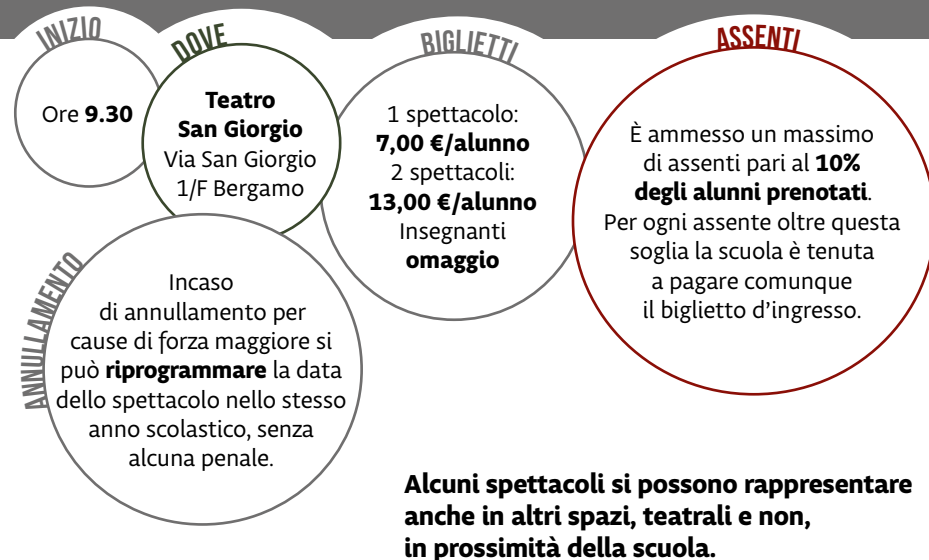 INIZIO
Ore 9.30
DOVE
Teatro
San Giorgio
Via San Giorgio
1/F Bergamo
BIGLIETTI
1 spettacolo:
7,00 €/alunno
2 spettacoli:
13,00 €/alunno
Insegnanti
omaggio
ASSENTI
È ammesso un massimo
di assenti pari al 10%
degli alunni prenotati.
Per ogni assente oltre questa
soglia la scuola è tenuta
a pagare comunque
il biglietto d’ingresso.
ANNULLAMENTO
Incaso
di annullamento per
cause di forza maggiore si
può riprogrammare la data
dello spettacolo nello stesso
anno scolastico, senza
alcuna penale.
Alcuni spettacoli si possono rappresentare
anche in altri spazi, teatrali e non,
in prossimità della scuola.